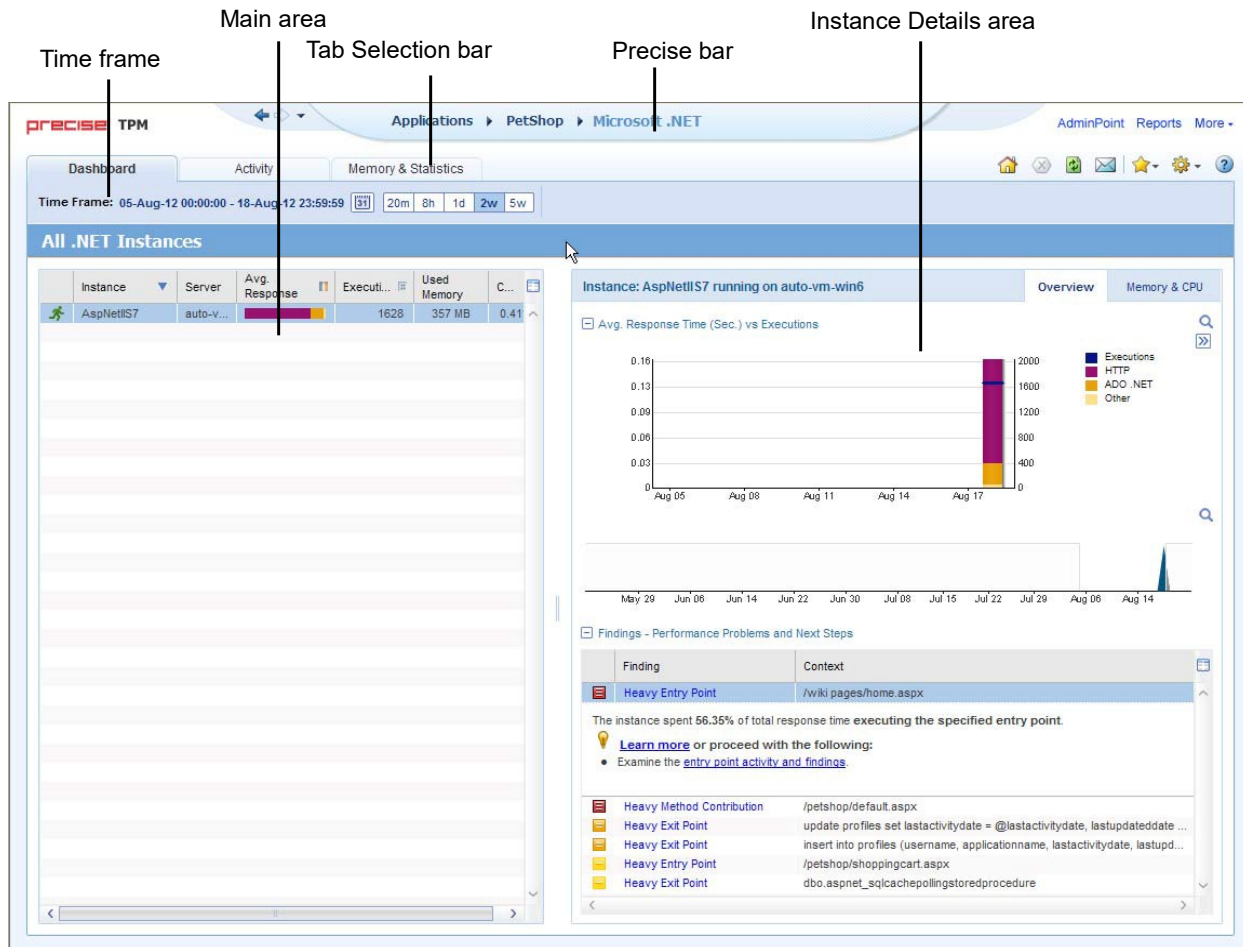 Main area
Instance Details area
Time frame
Tab Selection bar
Precise bar
precise TPM
Applications
PetShop
Microsoft .NET
AdminPoint Reports More
Dashboard
Activity
Memory & Statistics
Time Frame: 05-Aug-12 00:00:00 - 18-Aug-12 23:59:59 31 20m 8h 1d 2w 5w
All .NET Instances
Instance Server Avg. Response Executi... Used Memory C...
AspNetIIS7 auto-v... 1628 357 MB 0.41
Instance: AspNetIIS7 running on auto-vm-win6
Overview
Memory & CPU
Avg. Response Time (Sec.) vs Executions
0.16
0.13
0.09
0.06
0.03
0
2000
1600
1200
800
400
0
Executions
HTTP
ADO .NET
Other
Aug 05 Aug 08 Aug 11 Aug 14 Aug 17
May 29 Jun 06 Jun 14 Jun 22 Jun 30 Jul 08 Jul 15 Jul 22 Jul 29 Aug 06 Aug 14
Findings - Performance Problems and Next Steps
Finding Context
Heavy Entry Point /wiki pages/home.aspx
The instance spent 56.35% of total response time executing the specified entry point.
Learn more or proceed with the following:
• Examine the entry point activity and findings.
Heavy Method Contribution /petshop/default.aspx
Heavy Exit Point update profiles set lastactivitydate = @lastactivitydate, lastupdateddate ...
Heavy Exit Point insert into profiles (username, applicationname, lastactivitydate, lastupd...
Heavy Entry Point /petshop/shoppingcart.aspx
Heavy Exit Point dbo.aspnet_sqlcachepollingstoredprocedure